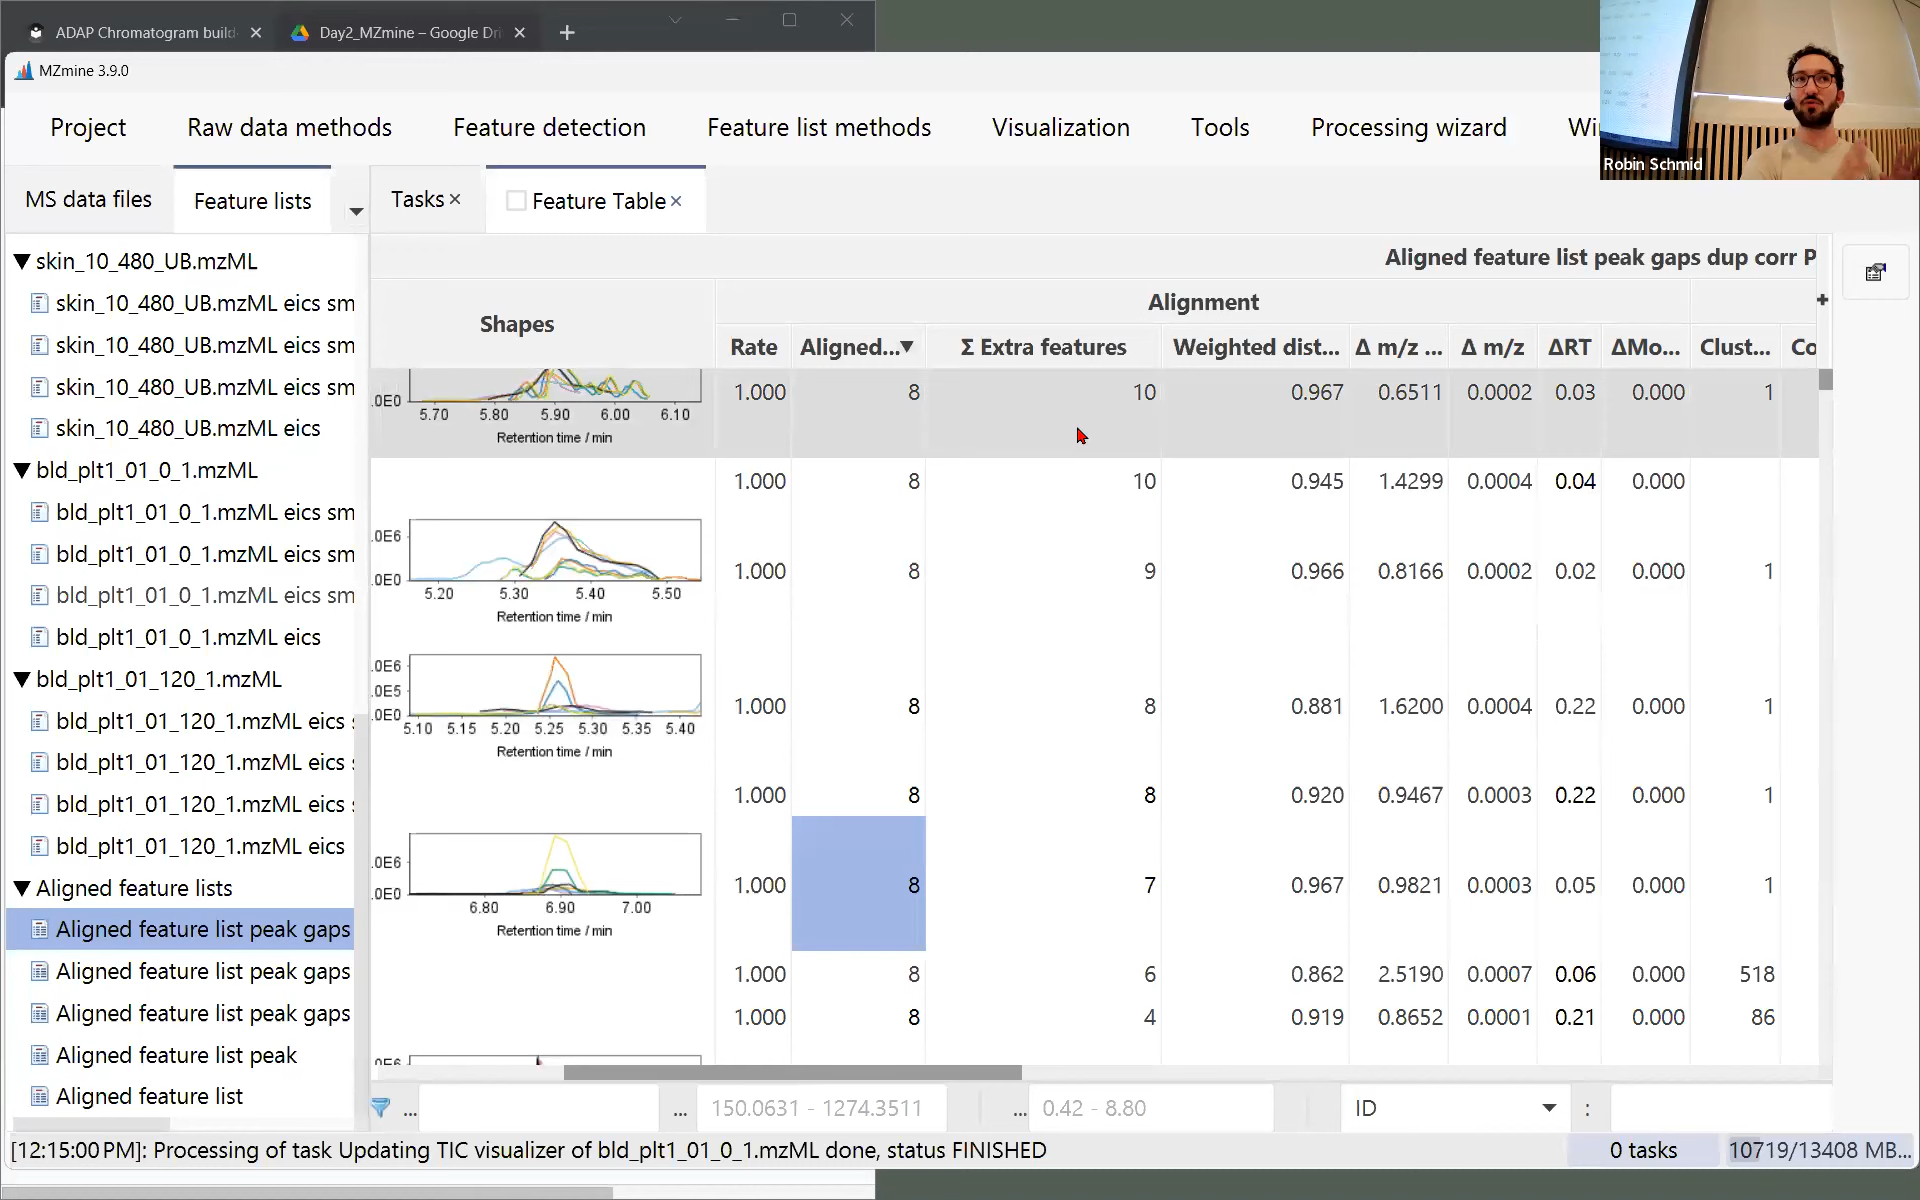 ADAP Chromatogram build
Day2_MZmine – Google Dri
MZmine 3.9.0
Project
Raw data methods
Feature detection
Feature list methods
Visualization
Tools
Processing wizard
Wi
Robin Schmid
MS data files
Feature lists
Tasks
Feature Table
skin_10_480_UB.mzML
skin_10_480_UB.mzML eics sm
skin_10_480_UB.mzML eics sm
skin_10_480_UB.mzML eics sm
skin_10_480_UB.mzML eics
bld_plt1_01_0_1.mzML
bld_plt1_01_0_1.mzML eics sm
bld_plt1_01_0_1.mzML eics sm
bld_plt1_01_0_1.mzML eics sm
bld_plt1_01_0_1.mzML eics
bld_plt1_01_120_1.mzML
bld_plt1_01_120_1.mzML eics
bld_plt1_01_120_1.mzML eics
bld_plt1_01_120_1.mzML eics
bld_plt1_01_120_1.mzML eics
Aligned feature lists
Aligned feature list peak gaps
Aligned feature list peak gaps
Aligned feature list peak gaps
Aligned feature list peak
Aligned feature list
Aligned feature list peak gaps dup corr P
Shapes
Alignment
+
Rate Aligned...▼ Σ Extra features Weighted dist... Δ m/z ... Δ m/z ΔRT ΔMo... Clust... Co
.0E0
5.70 5.80 5.90 6.00 6.10
Retention time / min
1.000 8 10 0.967 0.6511 0.0002 0.03 0.000 1
1.000 8 10 0.945 1.4299 0.0004 0.04 0.000
.0E6
.0E0
5.20 5.30 5.40 5.50
Retention time / min
1.000 8 9 0.966 0.8166 0.0002 0.02 0.000 1
.0E6
.0E5
.0E0
5.10 5.15 5.20 5.25 5.30 5.35 5.40
Retention time / min
1.000 8 8 0.881 1.6200 0.0004 0.22 0.000 1
1.000 8 8 0.920 0.9467 0.0003 0.22 0.000 1
.0E6
.0E0
6.80 6.90 7.00
Retention time / min
1.000 8 7 0.967 0.9821 0.0003 0.05 0.000 1
1.000 8 6 0.862 2.5190 0.0007 0.06 0.000 518
1.000 8 4 0.919 0.8652 0.0001 0.21 0.000 86
... ... 150.0631 - 1274.3511 ... 0.42 - 8.80 ID :
[12:15:00 PM]: Processing of task Updating TIC visualizer of bld_plt1_01_0_1.mzML done, status FINISHED
0 tasks
10719/13408 MB...